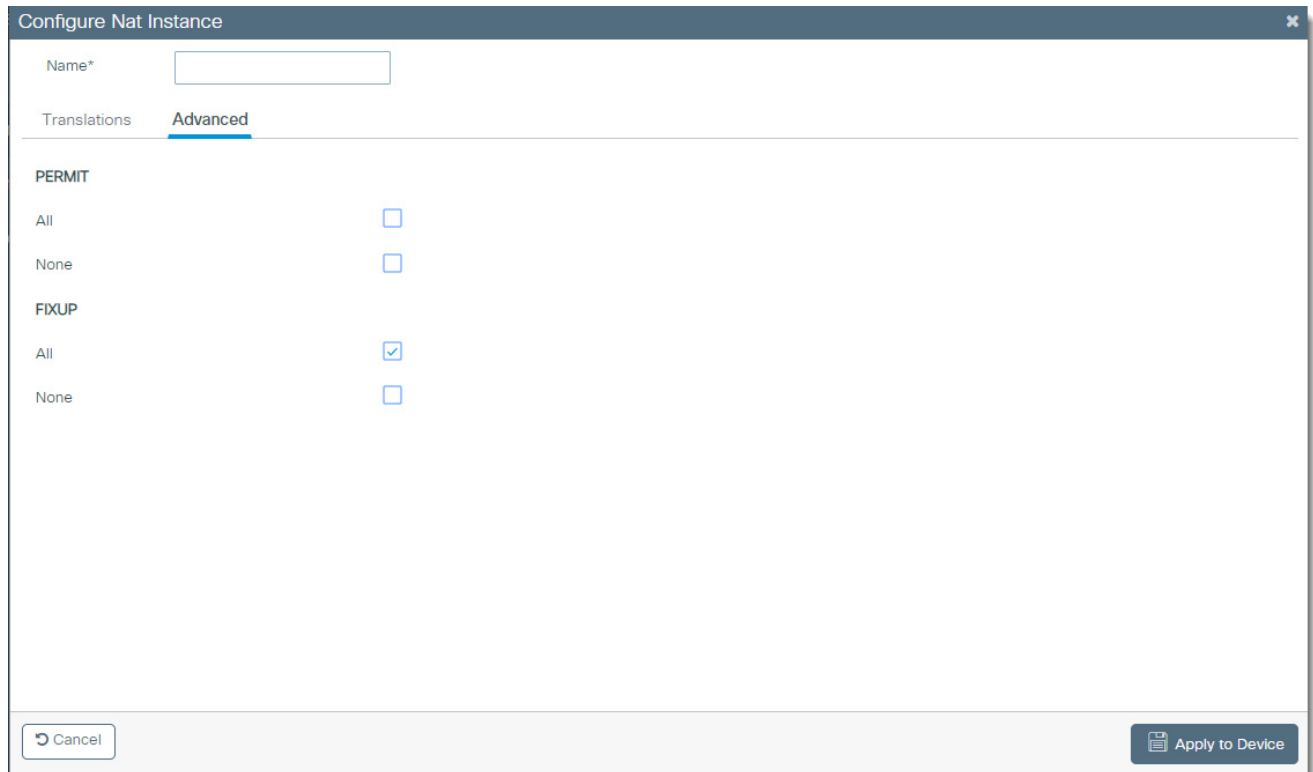 Configure Nat Instance
Name*
Translations Advanced
PERMIT
All
None
FIXUP
All
None
Cancel Apply to Device